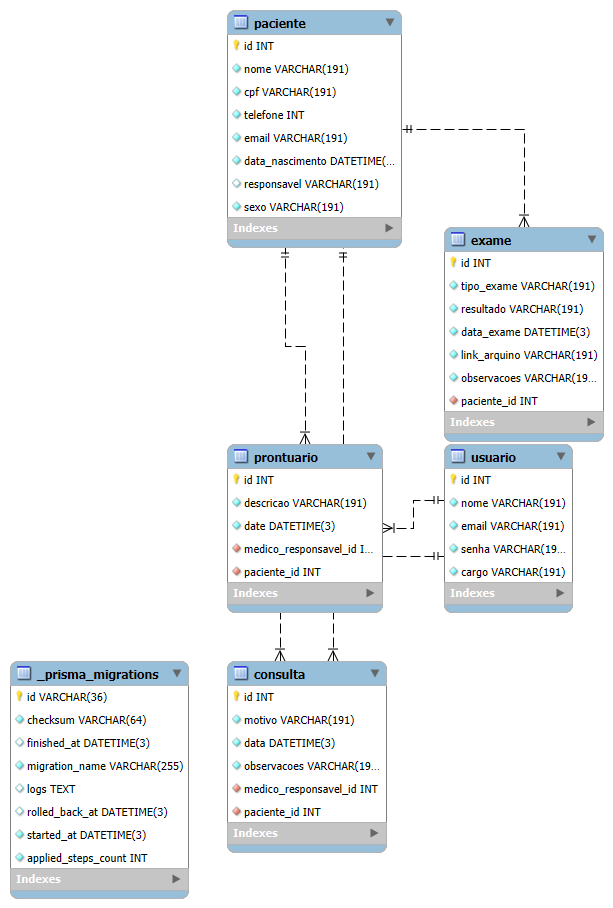 paciente
id INT
nome VARCHAR(191)
cpf VARCHAR(191)
telefone INT
email VARCHAR(191)
data_nascimento DATETIME(...
responsavel VARCHAR(191)
sexo VARCHAR(191)
Indexes
exame
id INT
tipo_exame VARCHAR(191)
resultado VARCHAR(191)
data_exame DATETIME(3)
link_arquino VARCHAR(191)
observacoes VARCHAR(19...
paciente_id INT
Indexes
prontuario
id INT
descricao VARCHAR(191)
date DATETIME(3)
medico_responsavel_id I...
paciente_id INT
Indexes
usuario
id INT
nome VARCHAR(191)
email VARCHAR(191)
senha VARCHAR(19...
cargo VARCHAR(191)
Indexes
_prisma_migrations
id VARCHAR(36)
checksum VARCHAR(64)
finished_at DATETIME(3)
migration_name VARCHAR(255)
logs TEXT
rolled_back_at DATETIME(3)
started_at DATETIME(3)
applied_steps_count INT
Indexes
consulta
id INT
motivo VARCHAR(191)
data DATETIME(3)
observacoes VARCHAR(19...
medico_responsavel_id INT
paciente_id INT
Indexes